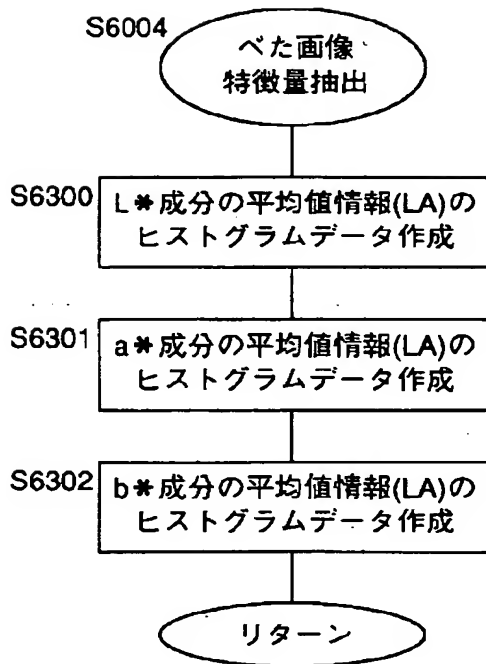 S6004
べた画像
特徴量抽出
S6300
L*成分の平均値情報(LA)の
ヒストグラムデータ作成
S6301
a*成分の平均値情報(LA)の
ヒストグラムデータ作成
S6302
b*成分の平均値情報(LA)の
ヒストグラムデータ作成
リターン